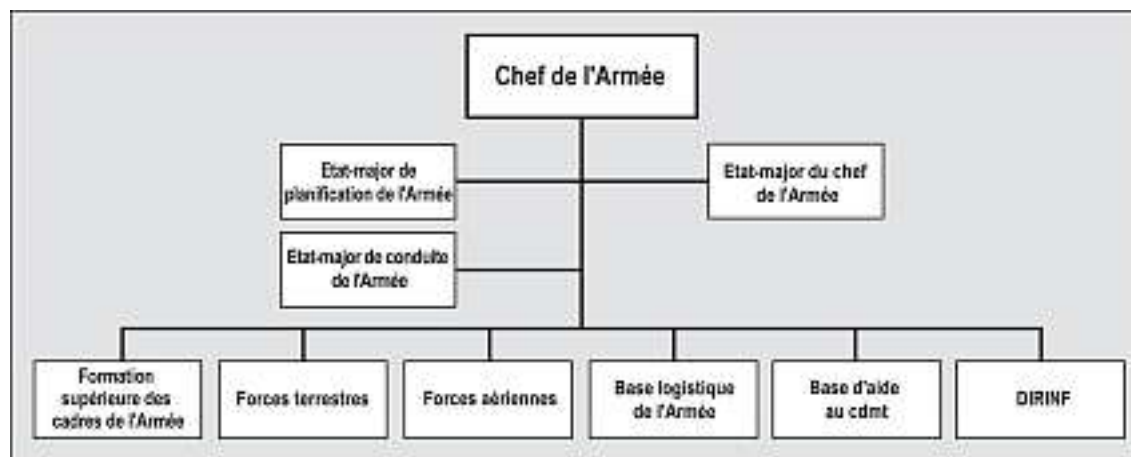 Chef de l'Armée
Etat-major de
planification de l'Armée
Etat-major du chef
de l'Armée
Etat-major de conduite
de l'Armée
Formation
supérieure des
cadres de l'Armée
Forces terrestres
Forces aériennes
Base logistique
de l'Armée
Base d'aide
au cdmt
DIRINF